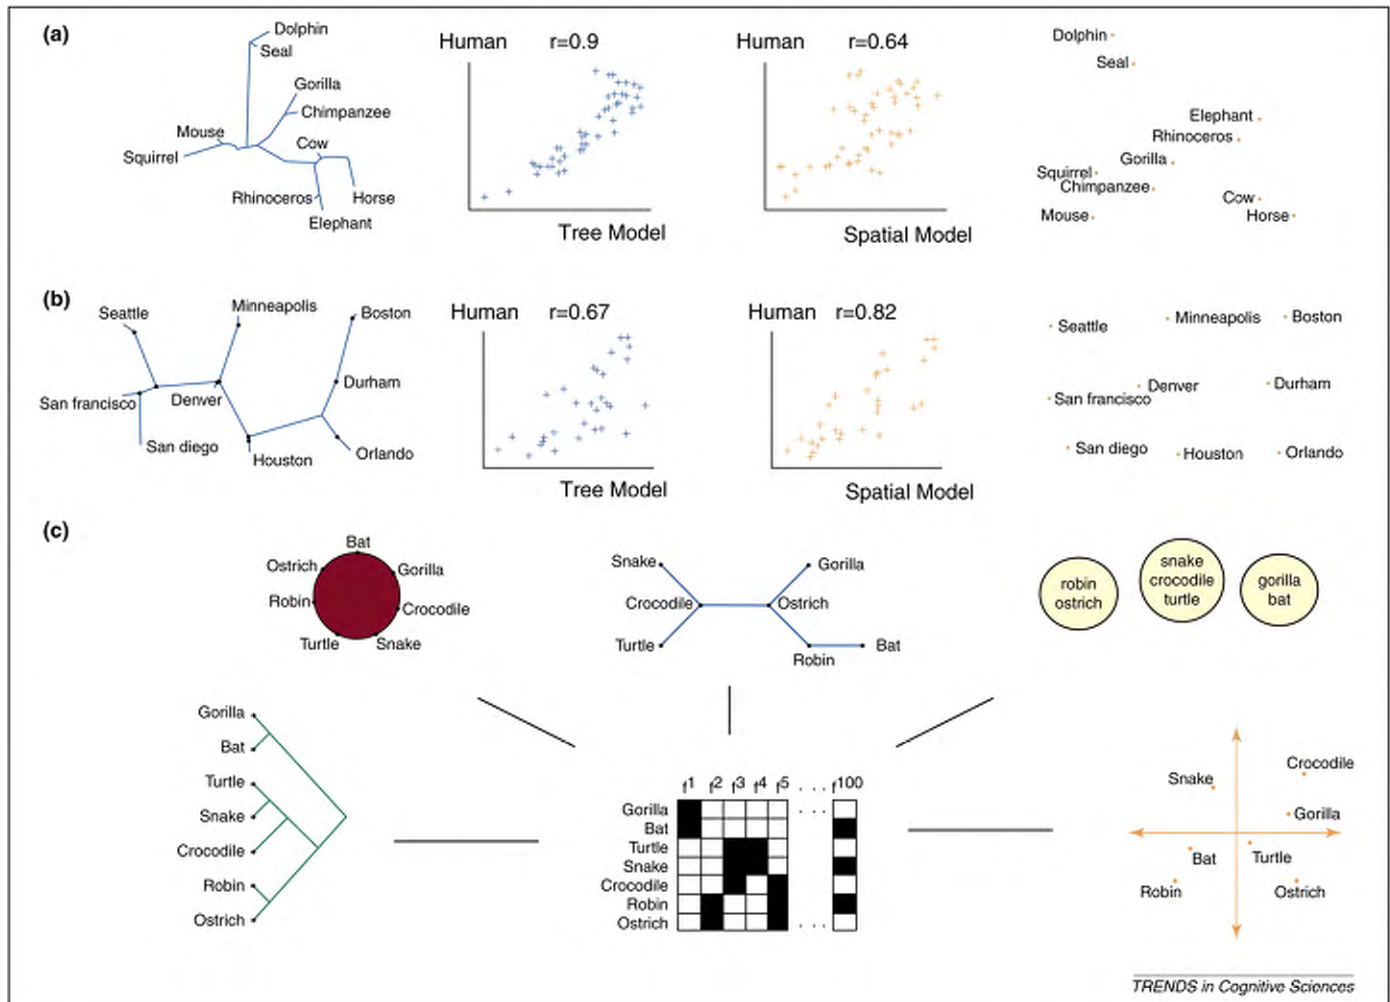 (a)
Dolphin
Seal
Gorilla
Chimpanzee
Mouse
Cow
Squirrel
Rhinoceros
Horse
Elephant
Human r=0.9
Tree Model
Human r=0.64
Spatial Model
Dolphin
Seal
Elephant
Rhinoceros
Gorilla
Squirrel
Chimpanzee
Cow
Mouse
Horse
(b)
Seattle
Minneapolis
Boston
Durham
San francisco
Denver
San diego
Houston
Orlando
Human r=0.67
Tree Model
Human r=0.82
Spatial Model
Seattle
Minneapolis
Boston
Denver
Durham
San francisco
San diego
Houston
Orlando
(c)
Bat
Ostrich
Gorilla
Robin
Crocodile
Turtle
Snake
Snake
Gorilla
Crocodile
Ostrich
Turtle
Robin
Bat
robin
ostrich
snake
crocodile
turtle
gorilla
bat
Gorilla
Bat
Turtle
Snake
Crocodile
Robin
Ostrich
f1 f2 f3 f4 f5 . . . f100
Gorilla . . .
Bat
Turtle
Snake
Crocodile
Robin
Ostrich . . .
Crocodile
Snake
Gorilla
Bat
Turtle
Robin
Ostrich
TRENDS in Cognitive Sciences